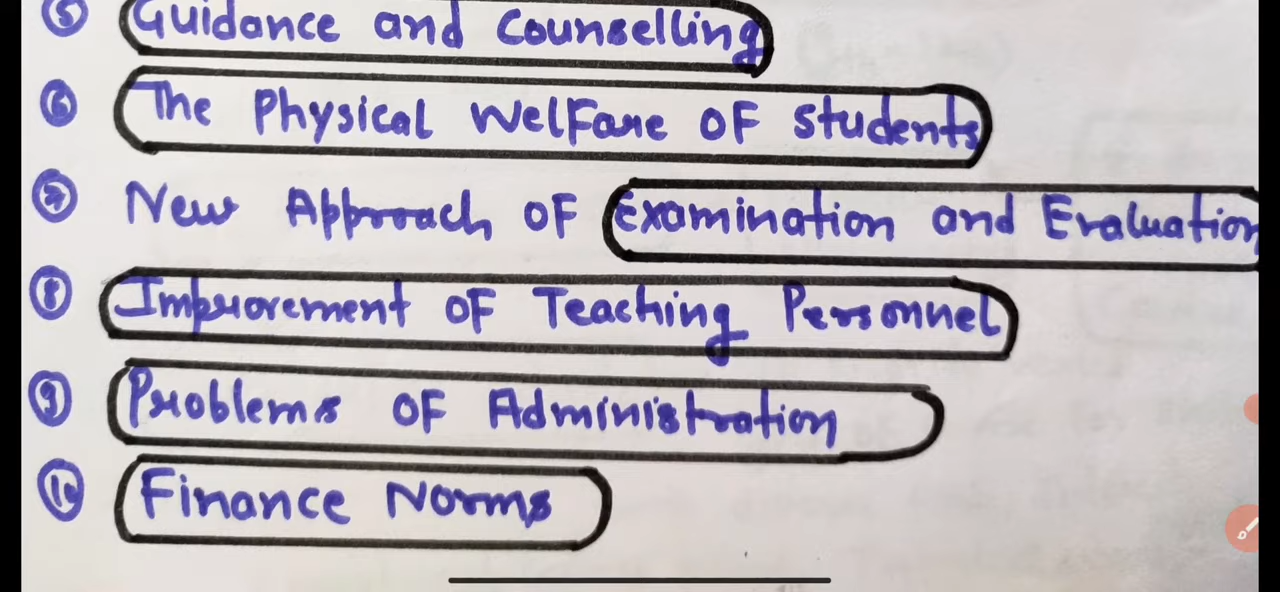 ⑤ Guidance and Counselling
⑥ The Physical Welfare of students
⑦ New Approach of Examination and Evaluation
⑧ Improvement of Teaching Personnel
⑨ Problems of Administration
⑩ Finance Norms